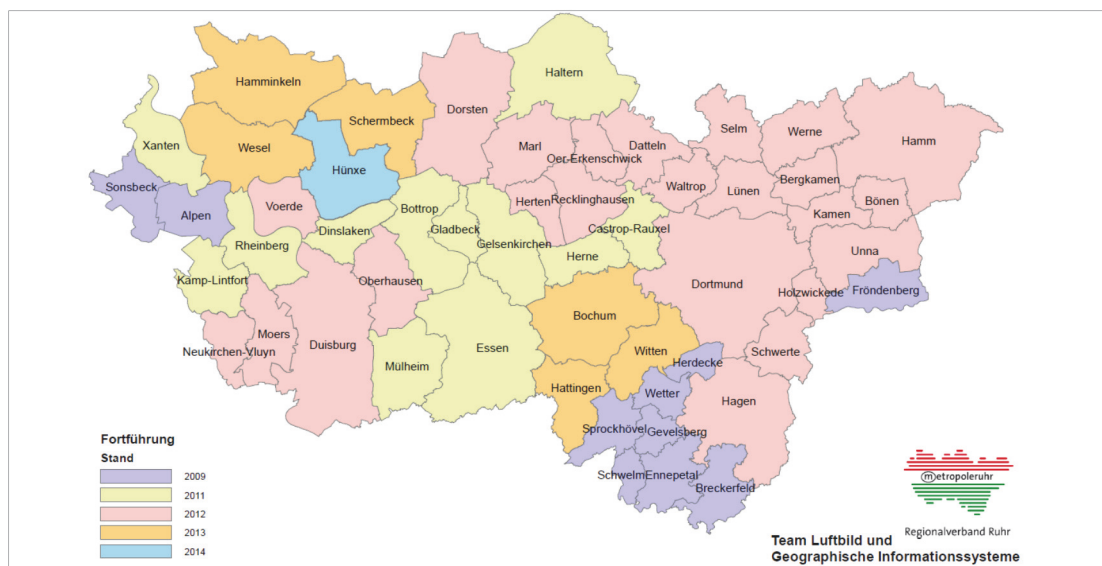 Haltern
Hamminkeln
Dorsten
Schermbeck
Selm
Werne
Hamm
Xanten
Wesel
Marl
Datteln
Oer-Erkenschwick
Hünxe
Bergkamen
Sonsbeck
Waltrop
Lünen
Alpen
Voerde
Herten
Recklinghausen
Bönen
Bottrop
Kamen
Dinslaken
Gladbeck
Castrop-Rauxel
Rheinberg
Gelsenkirchen
Unna
Herne
Kamp-Lintfort
Oberhausen
Dortmund
Holzwickede
Fröndenberg
Bochum
Moers
Neukirchen-Vluyn
Duisburg
Essen
Witten
Schwerte
Mülheim
Herdecke
Hattingen
Wetter
Hagen
Sprockhövel
Gevelsberg
Schwelm
Ennepetal
Breckerfeld
Fortführung
Stand
2009
2011
2012
2013
2014
metropoleruhr
Regionalverband Ruhr
Team Luftbild und
Geographische Informationssysteme